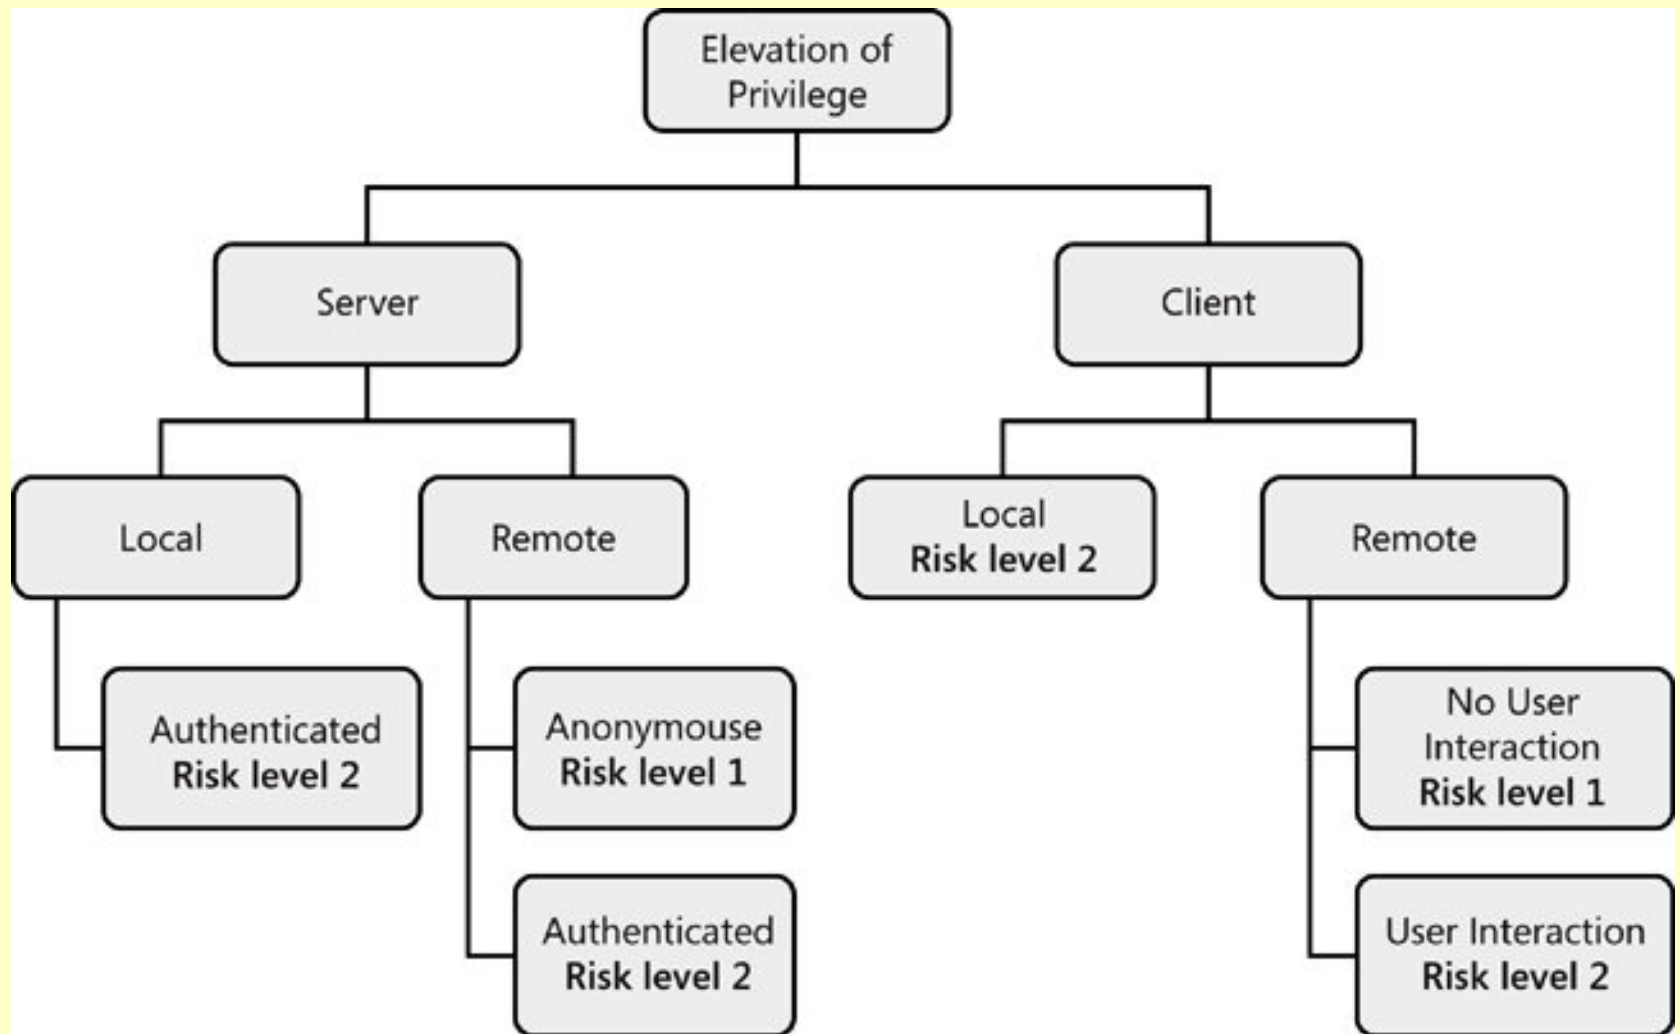 Elevation of
Privilege
Server
Client
Local
Remote
Local
Risk level 2
Remote
Authenticated
Risk level 2
Anonymouse
Risk level 1
No User
Interaction
Risk level 1
Authenticated
Risk level 2
User Interaction
Risk level 2